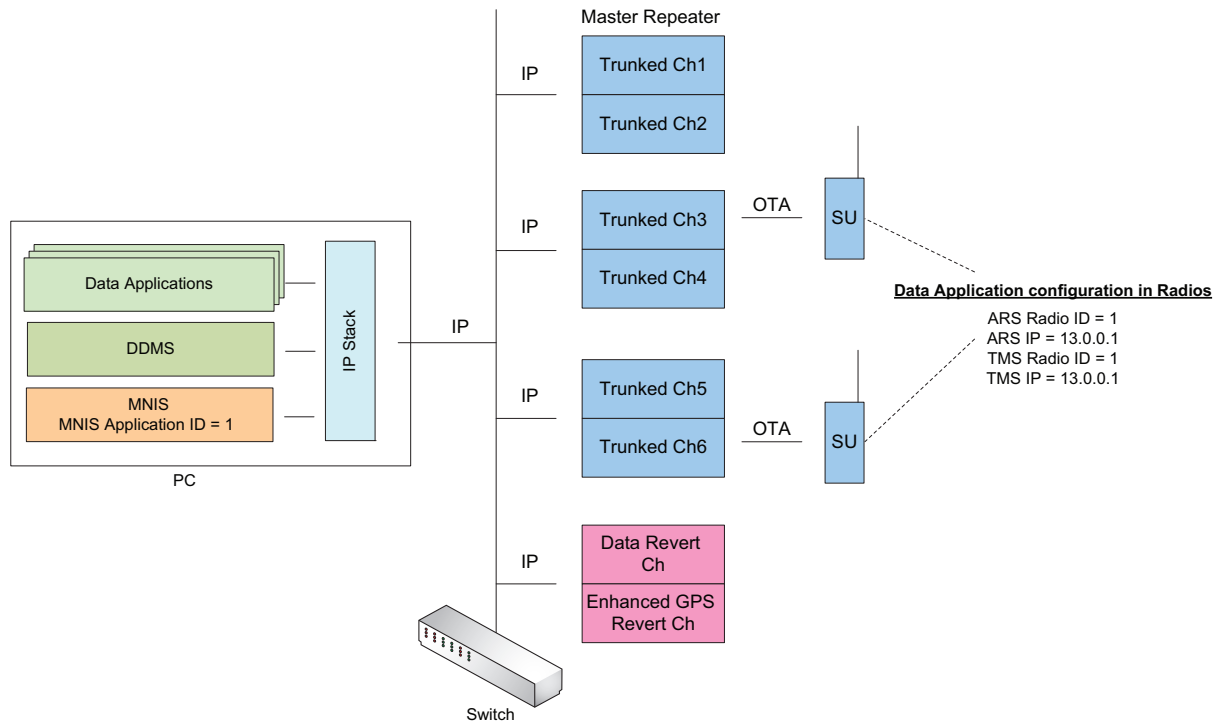 Master Repeater
IP
Trunked Ch1
Trunked Ch2
IP
Trunked Ch3
Trunked Ch4
OTA
SU
Data Applications
DDMS
MNIS
MNIS Application ID = 1
IP Stack
PC
IP
Data Application configuration in Radios
ARS Radio ID = 1
ARS IP = 13.0.0.1
TMS Radio ID = 1
TMS IP = 13.0.0.1
IP
Trunked Ch5
Trunked Ch6
OTA
SU
IP
Data Revert
Ch
Enhanced GPS
Revert Ch
Switch